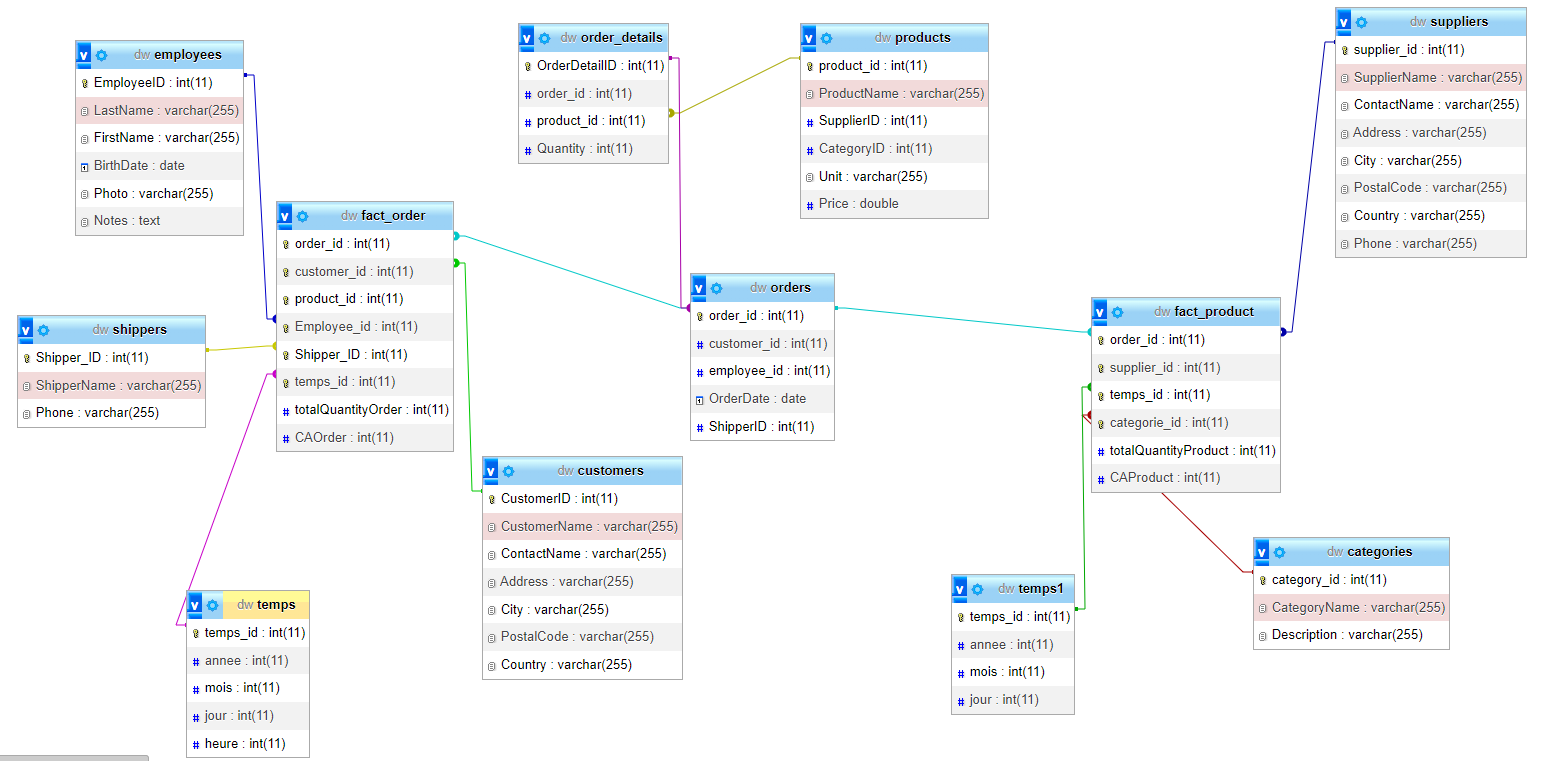 dw employees
EmployeeID : int(11)
LastName : varchar(255)
FirstName : varchar(255)
BirthDate : date
Photo : varchar(255)
Notes : text
dw order_details
OrderDetailID : int(11)
order_id : int(11)
product_id : int(11)
Quantity : int(11)
dw products
product_id : int(11)
ProductName : varchar(255)
SupplierID : int(11)
CategoryID : int(11)
Unit : varchar(255)
Price : double
dw suppliers
supplier_id : int(11)
SupplierName : varchar(255)
ContactName : varchar(255)
Address : varchar(255)
City : varchar(255)
PostalCode : varchar(255)
Country : varchar(255)
Phone : varchar(255)
dw fact_order
order_id : int(11)
customer_id : int(11)
product_id : int(11)
Employee_id : int(11)
Shipper_ID : int(11)
temps_id : int(11)
totalQuantityOrder : int(11)
CAOrder : int(11)
dw shippers
Shipper_ID : int(11)
ShipperName : varchar(255)
Phone : varchar(255)
dw orders
order_id : int(11)
customer_id : int(11)
employee_id : int(11)
OrderDate : date
ShipperID : int(11)
dw fact_product
order_id : int(11)
supplier_id : int(11)
temps_id : int(11)
categorie_id : int(11)
totalQuantityProduct : int(11)
CAProduct : int(11)
dw customers
CustomerID : int(11)
CustomerName : varchar(255)
ContactName : varchar(255)
Address : varchar(255)
City : varchar(255)
PostalCode : varchar(255)
Country : varchar(255)
dw temps
temps_id : int(11)
annee : int(11)
mois : int(11)
jour : int(11)
heure : int(11)
dw temps1
temps_id : int(11)
annee : int(11)
mois : int(11)
jour : int(11)
dw categories
category_id : int(11)
CategoryName : varchar(255)
Description : varchar(255)